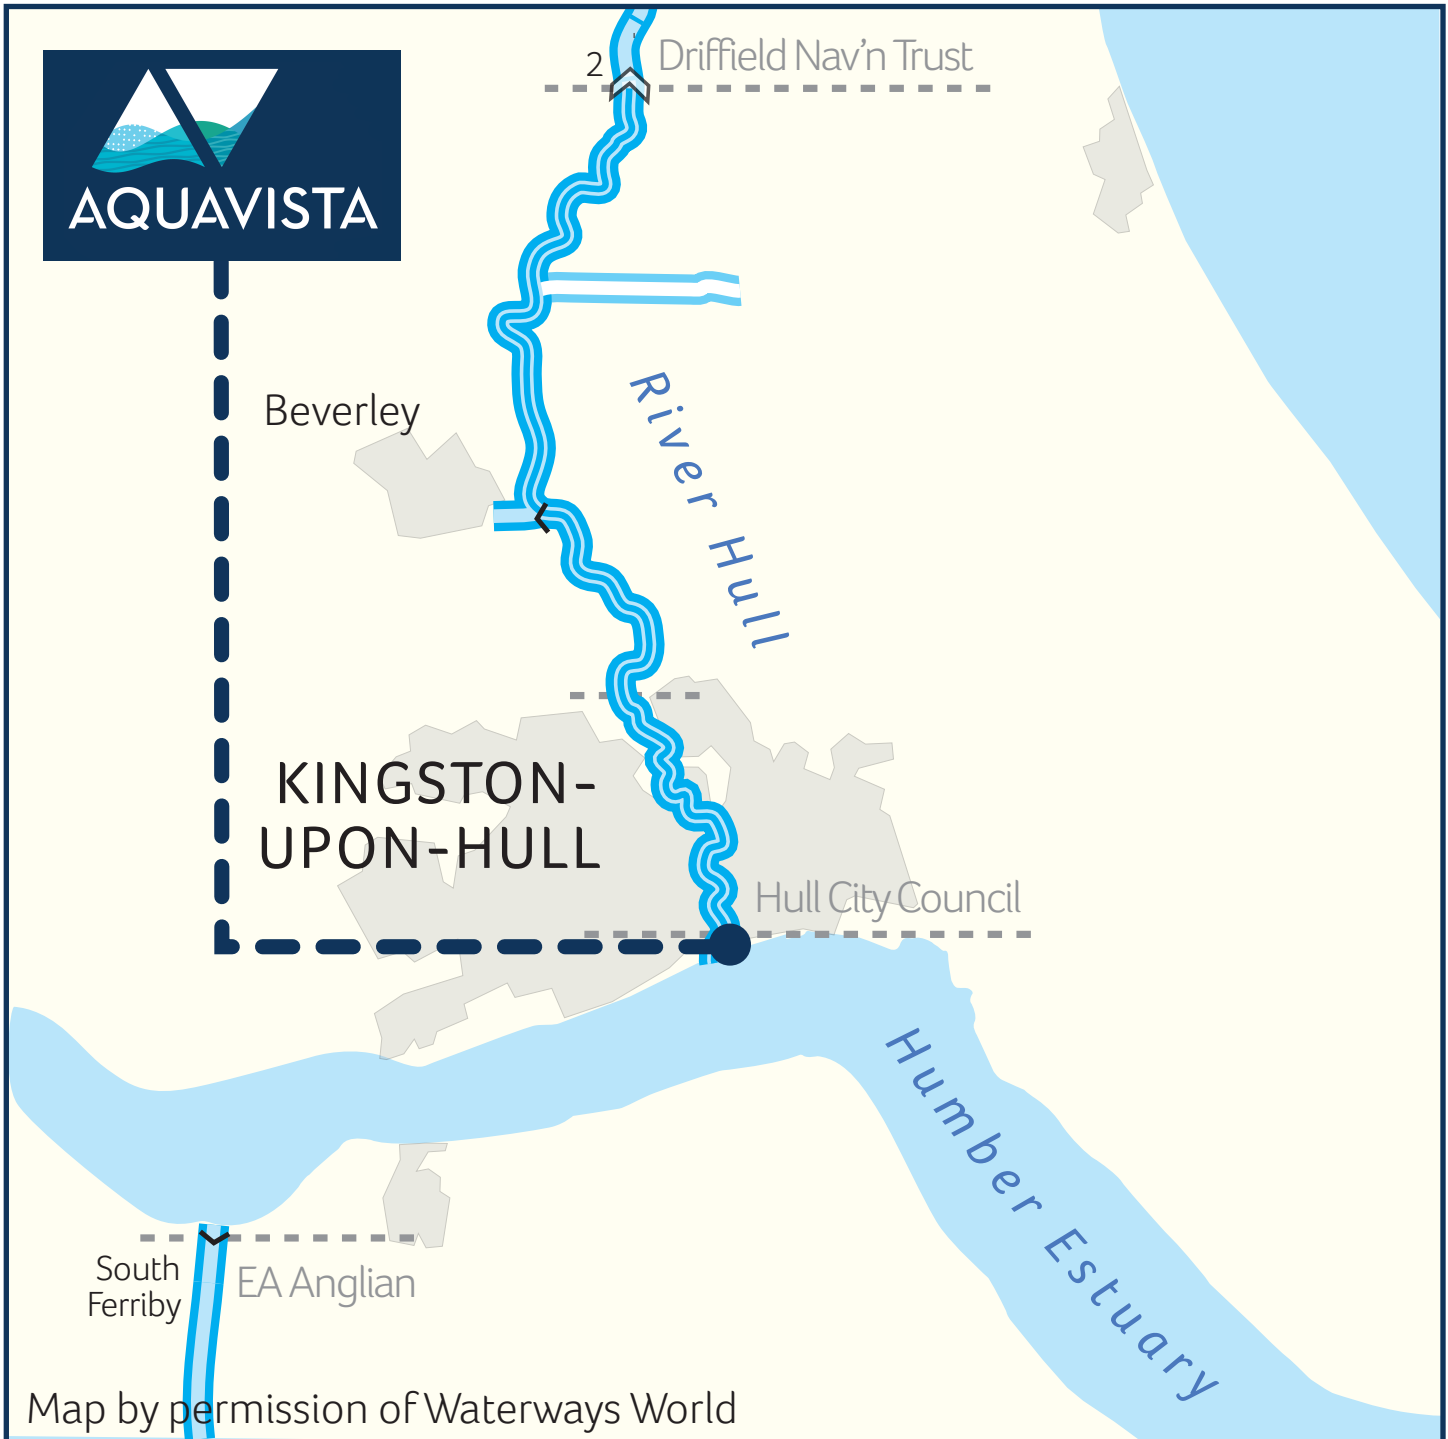 Driffield Nav'n Trust
2
AQUAVISTA
Beverley
River Hull
KINGSTON-
UPON-HULL
Hull City Council
Humber Estuary
South
Ferriby
EA Anglian
Map by permission of Waterways World